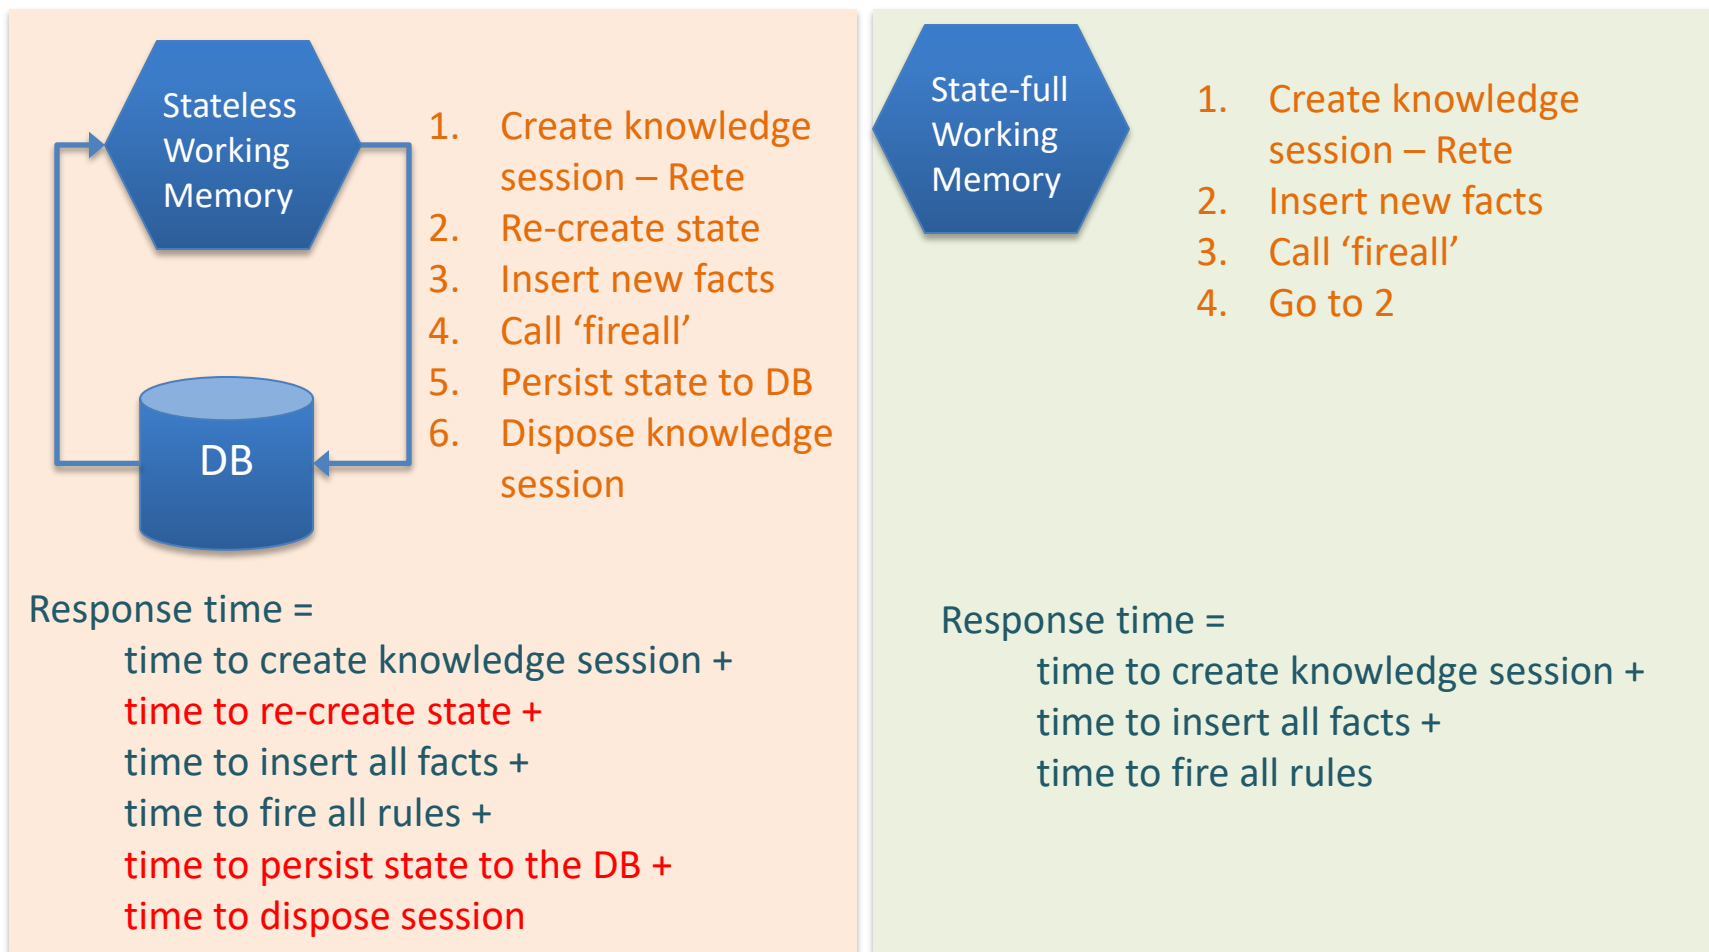 Stateless
Working
Memory
DB
1. Create knowledge
session – Rete
2. Re-create state
3. Insert new facts
4. Call ‘fireall’
5. Persist state to DB
6. Dispose knowledge
session
Response time =
time to create knowledge session +
time to re-create state +
time to insert all facts +
time to fire all rules +
time to persist state to the DB +
time to dispose session
State-full
Working
Memory
1. Create knowledge
session – Rete
2. Insert new facts
3. Call ‘fireall’
4. Go to 2
Response time =
time to create knowledge session +
time to insert all facts +
time to fire all rules